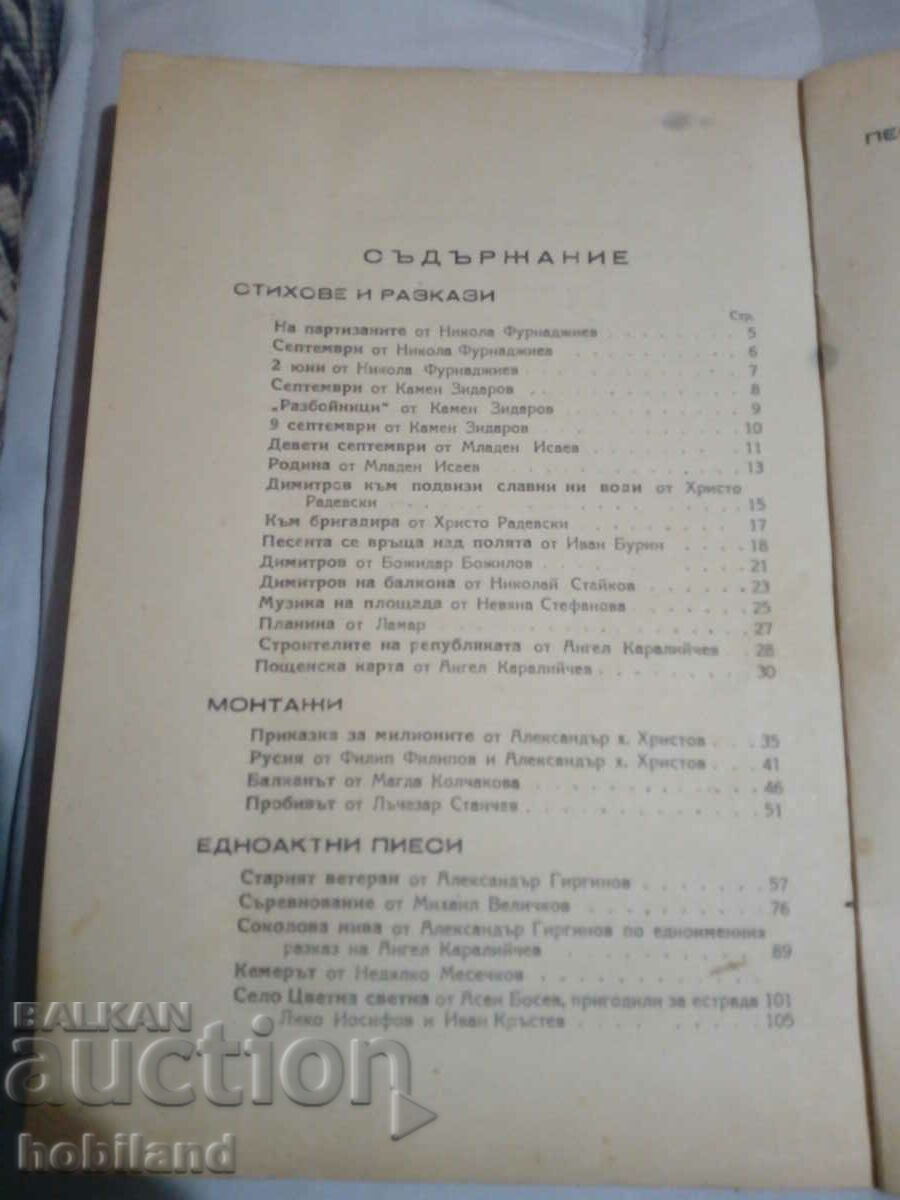 СЪДЪРЖАНИЕ
СТИХОВЕ И РАЗКАЗИ
Стр.
На партизаните от Никола Фурнаджиев . . . . . . . 5
Септември от Никола Фурнаджиев . . . . . . . 6
2 юни от Никола Фурнаджиев . . . . . . . 7
Септември от Камен Зидаров . . . . . . . 8
„Разбойници“ от Камен Зидаров . . . . . . . 9
9 септември от Камен Зидаров . . . . . . . 10
Девети септември от Младен Исаев . . . . . . . 11
Родина от Младен Исаев . . . . . . . 13
Димитров към подвизи славни ни води от Христо
Радевски . . . . . . . 15
Към бригадира от Христо Радевски . . . . . . . 17
Песента се връща над полята от Иван Бурин . . . . 18
Димитров от Божидар Божилов . . . . . . . 21
Димитров на балкона от Николай Стайков . . . . . . 23
Музика на площада от Невяна Стефанова . . . . . . 25
Планина от Ламар . . . . . . . 27
Строителите на републиката от Ангел Каралийчев . . . 28
Пощенска карта от Ангел Каралийчев . . . . . . . 30
МОНТАЖИ
Приказка за милионите от Александър х. Христов . . . 35
Русия от Филип Филипов и Александър х. Христов . . . 41
Балканът от Магда Колчакова . . . . . . . 46
Пробивът от Лъчезар Станчев . . . . . . . 51
ЕДНОАКТНИ ПИЕСИ
Старият ветеран от Александър Гиргинов . . . . . . . 57
Съревнование от Михаил Величков . . . . . . . 76
Соколова нива от Александър Гиргинов по едноименния
разказ на Ангел Каралийчев . . . . . . . 89
Камерът от Недялко Месечков . . . . . . .
Село Цветна светна от Асен Босев, пригодили за естрада 101
Лико Иосифов и Иван Кръстев . . . . . . . 105
ПЕ
BALKAN
auction
hobiland